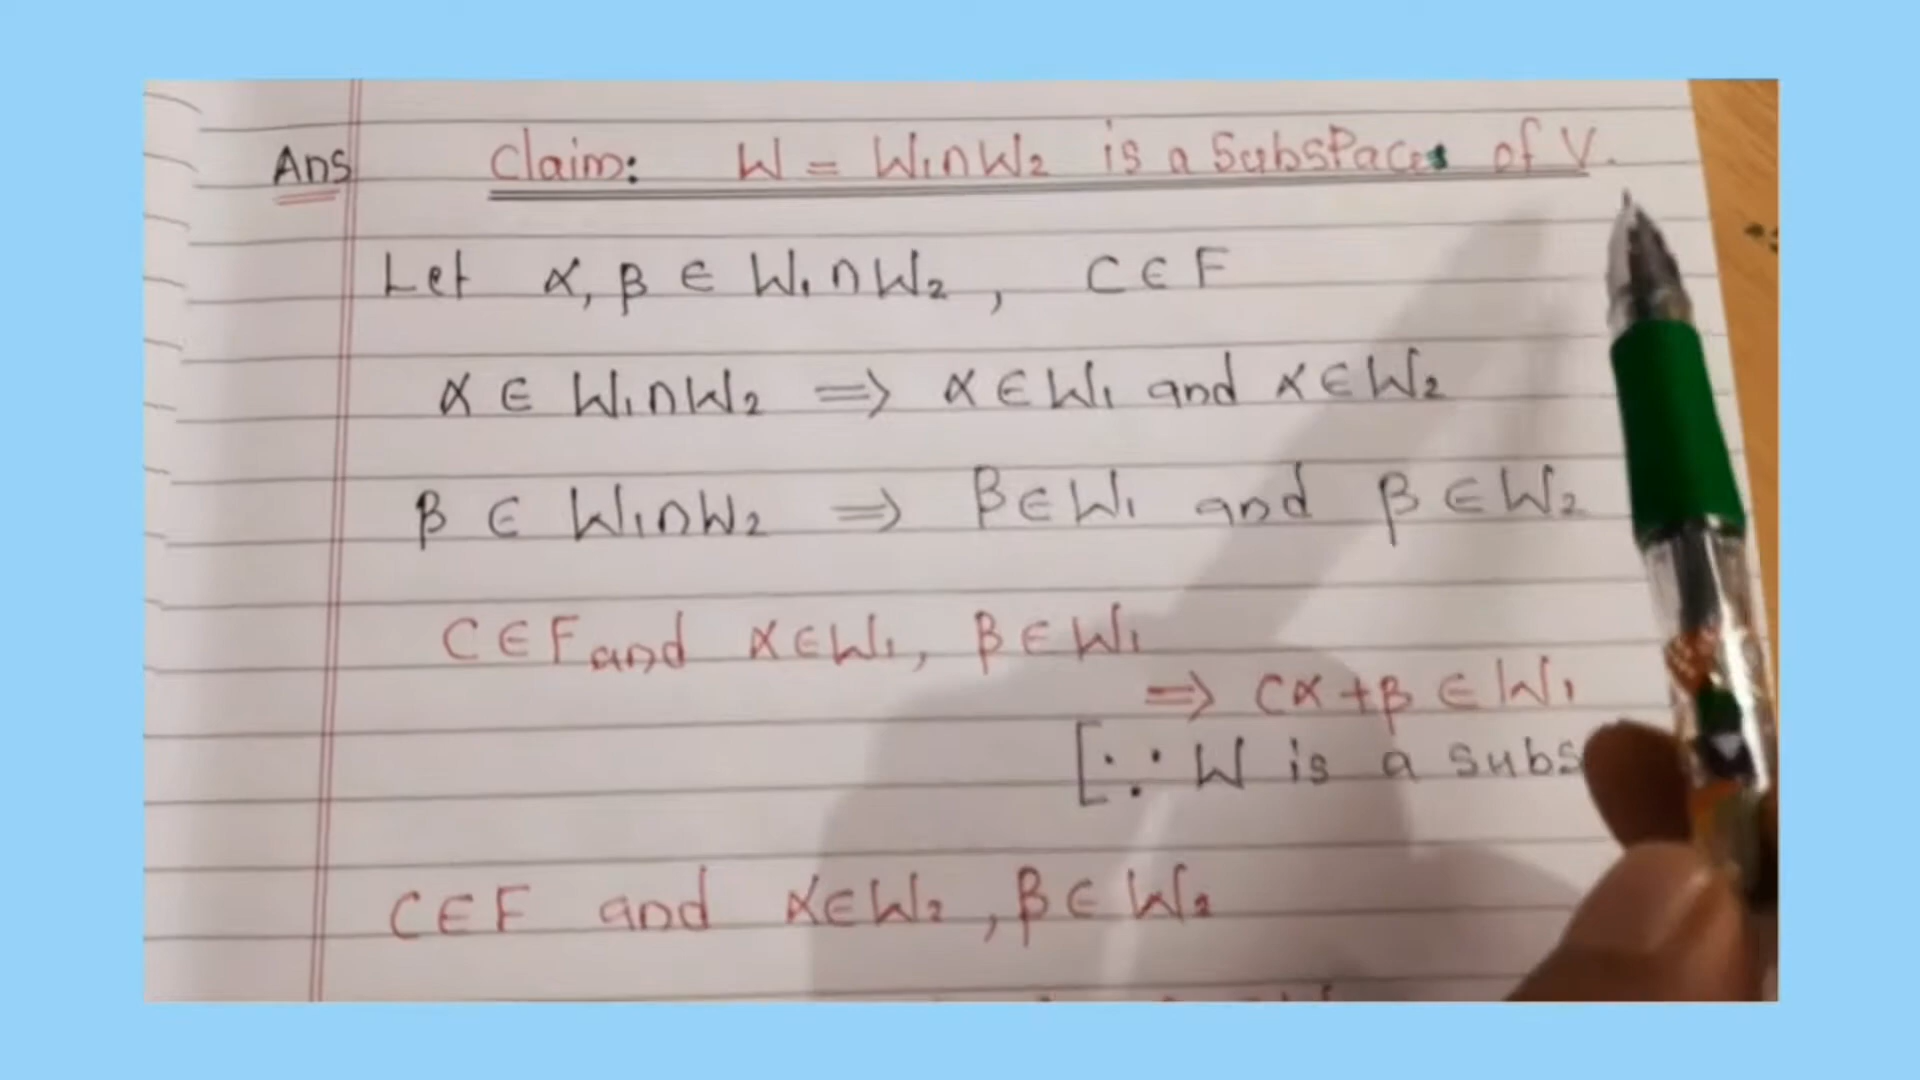 Ans Claim: W = W₁∩W₂ is a Subspace of V.
Let α, β ∈ W₁∩W₂ , C∈F
α ∈ W₁∩W₂ => α∈W₁ and α∈W₂
β ∈ W₁∩W₂ => β∈W₁ and β∈W₂
C∈F and α∈W₁, β∈W₁
=> Cα+β ∈W₁
[∵ W is a subs
C∈F and α∈W₂, β∈W₂